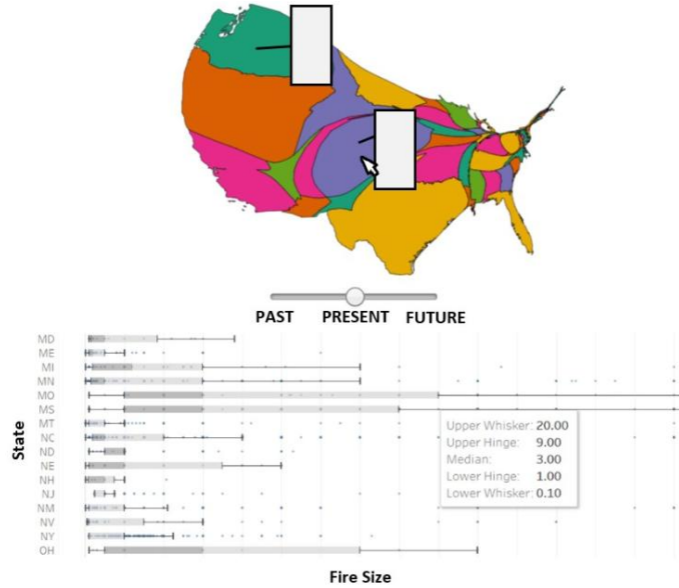 PAST PRESENT FUTURE
MD
ME
MI
MN
MO
MS
MT
NC
ND
NE
NH
NJ
NM
NV
NY
OH
State
Upper Whisker: 20.00
Upper Hinge: 9.00
Median: 3.00
Lower Hinge: 1.00
Lower Whisker: 0.10
Fire Size